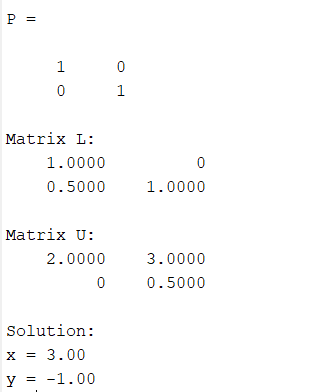 P =
1 0
0 1
Matrix L:
1.0000 0
0.5000 1.0000
Matrix U:
2.0000 3.0000
0 0.5000
Solution:
x = 3.00
y = -1.00